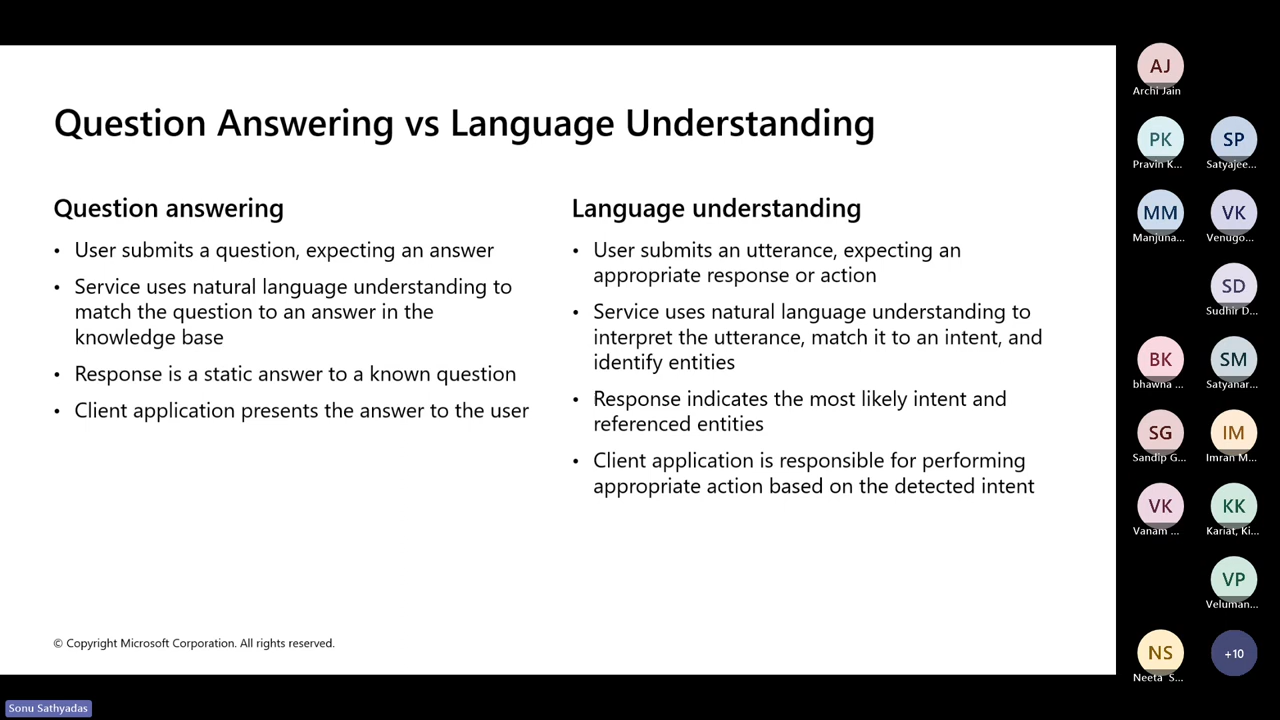 Question Answering vs Language Understanding
Question answering
• User submits a question, expecting an answer
• Service uses natural language understanding to
match the question to an answer in the
knowledge base
• Response is a static answer to a known question
• Client application presents the answer to the user
Language understanding
• User submits an utterance, expecting an
appropriate response or action
• Service uses natural language understanding to
interpret the utterance, match it to an intent, and
identify entities
• Response indicates the most likely intent and
referenced entities
• Client application is responsible for performing
appropriate action based on the detected intent
© Copyright Microsoft Corporation. All rights reserved.
Sonu Sathyadas
AJ
Archi Jain
PK
Pravin K...
SP
Satyajee...
MM
Manjuna...
VK
Venugo...
SD
Sudhir D...
BK
bhawna ...
SM
Satyanar...
SG
Sandip G...
IM
Imran M...
VK
Vanam ...
KK
Kariat, Ki...
VP
Veluman...
NS
Neeta S...
+10